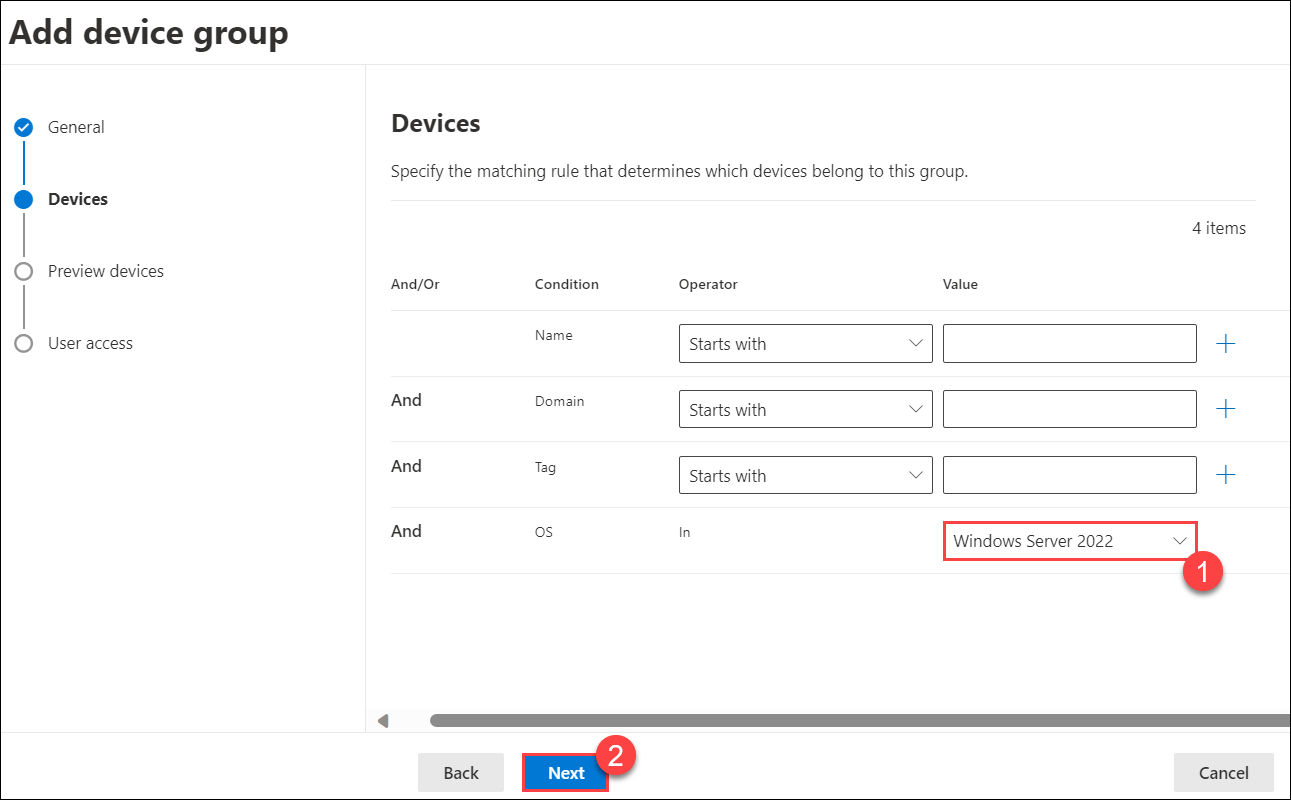 Add device group
General
Devices
Preview devices
User access
Devices
Specify the matching rule that determines which devices belong to this group.
4 items
And/Or Condition Operator Value
Name Starts with
And Domain Starts with
And Tag Starts with
And OS In Windows Server 2022
1
Back Next 2 Cancel